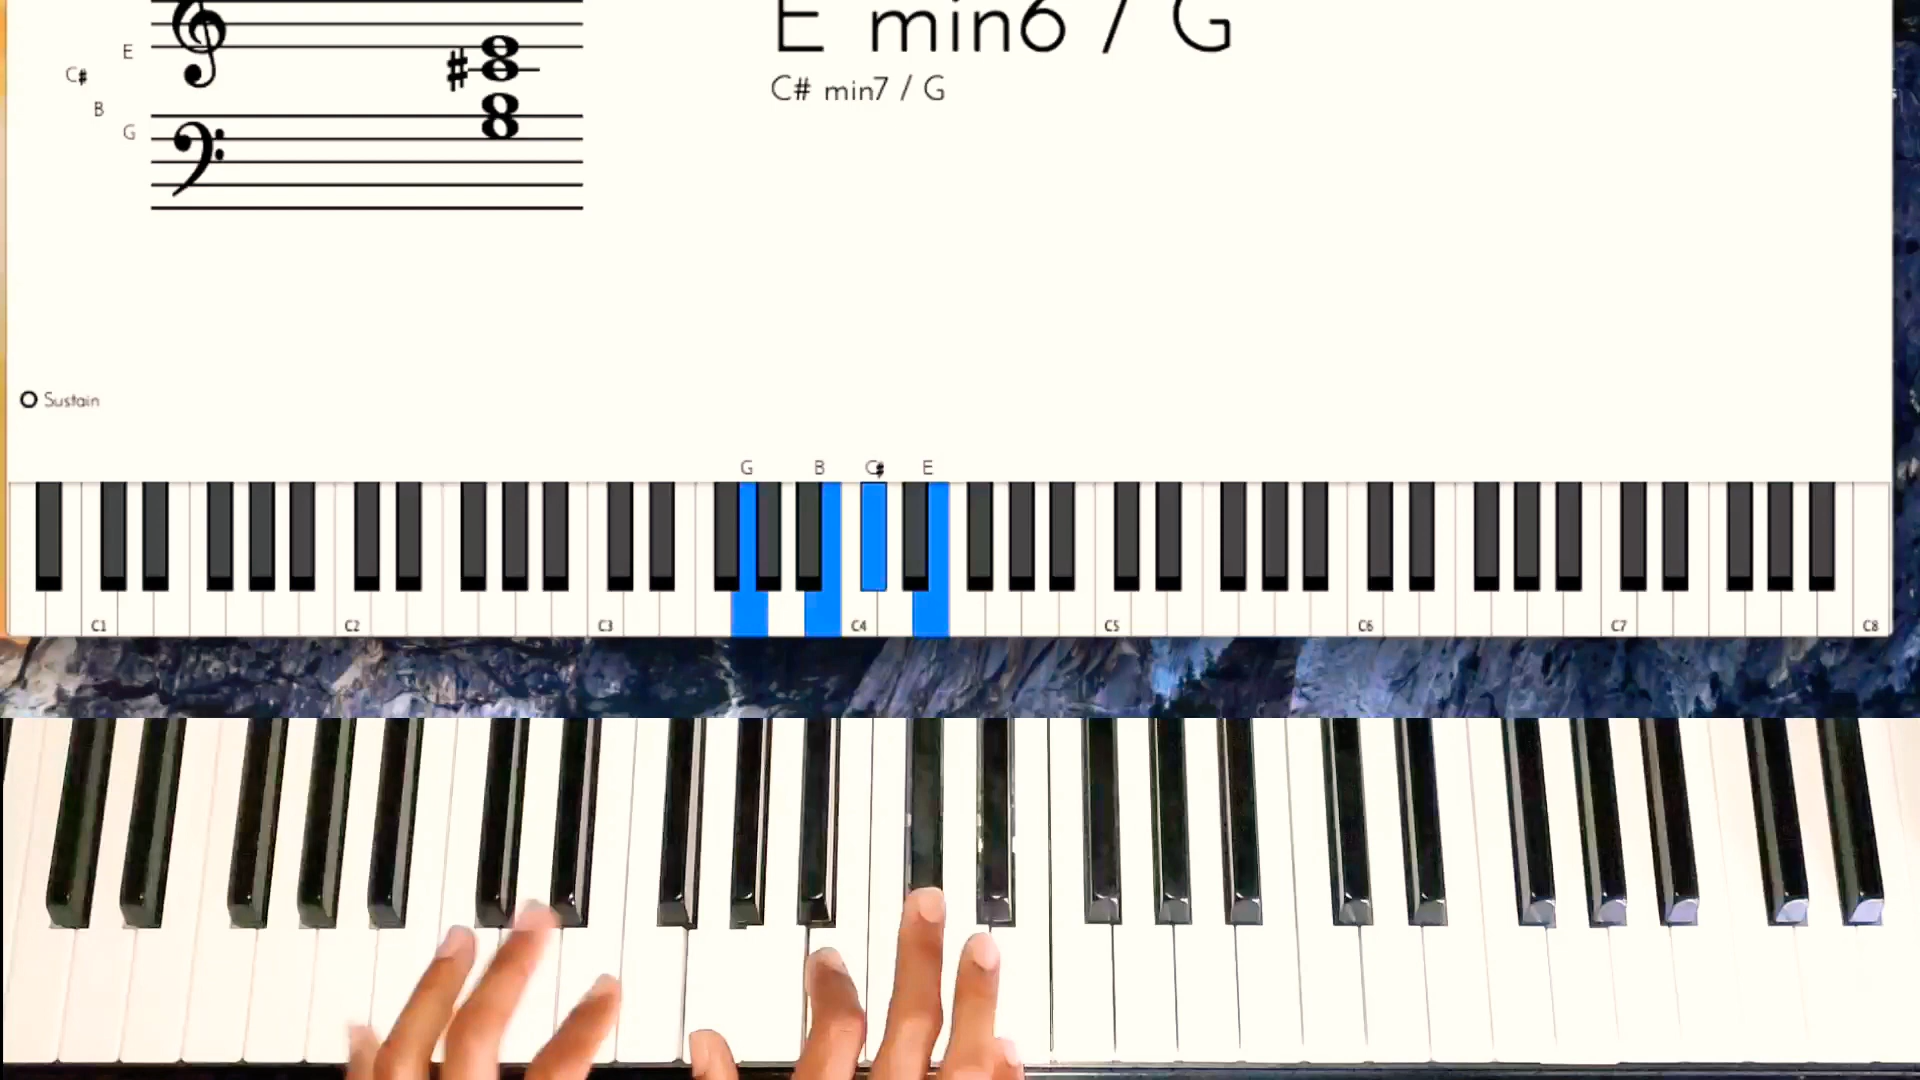 E min6 / G
C# min7 / G
E
C#
B
G
Sustain
G B C# E
C1 C2 C3 C4 C5 C6 C7 C8